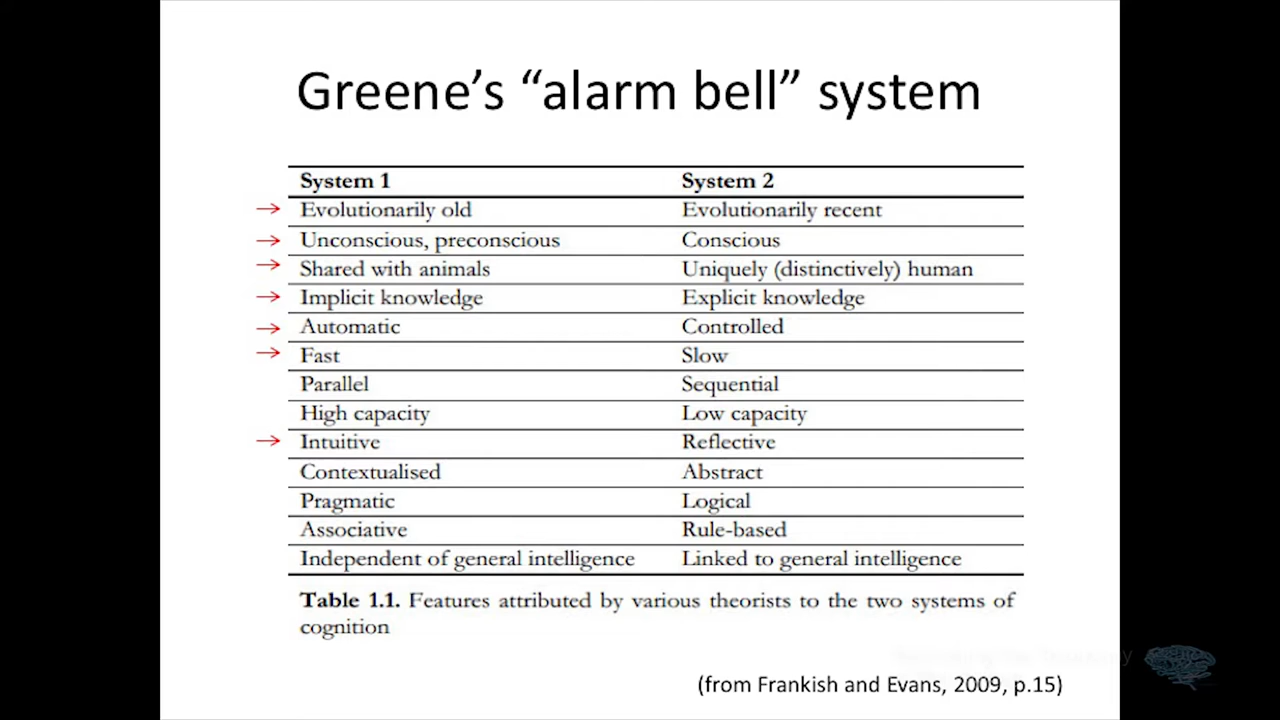 Greene’s “alarm bell” system
System 1 System 2
→ Evolutionarily old Evolutionarily recent
→ Unconscious, preconscious Conscious
→ Shared with animals Uniquely (distinctively) human
→ Implicit knowledge Explicit knowledge
→ Automatic Controlled
→ Fast Slow
Parallel Sequential
High capacity Low capacity
→ Intuitive Reflective
Contextualised Abstract
Pragmatic Logical
Associative Rule-based
Independent of general intelligence Linked to general intelligence
Table 1.1. Features attributed by various theorists to the two systems of
cognition
(from Frankish and Evans, 2009, p.15)